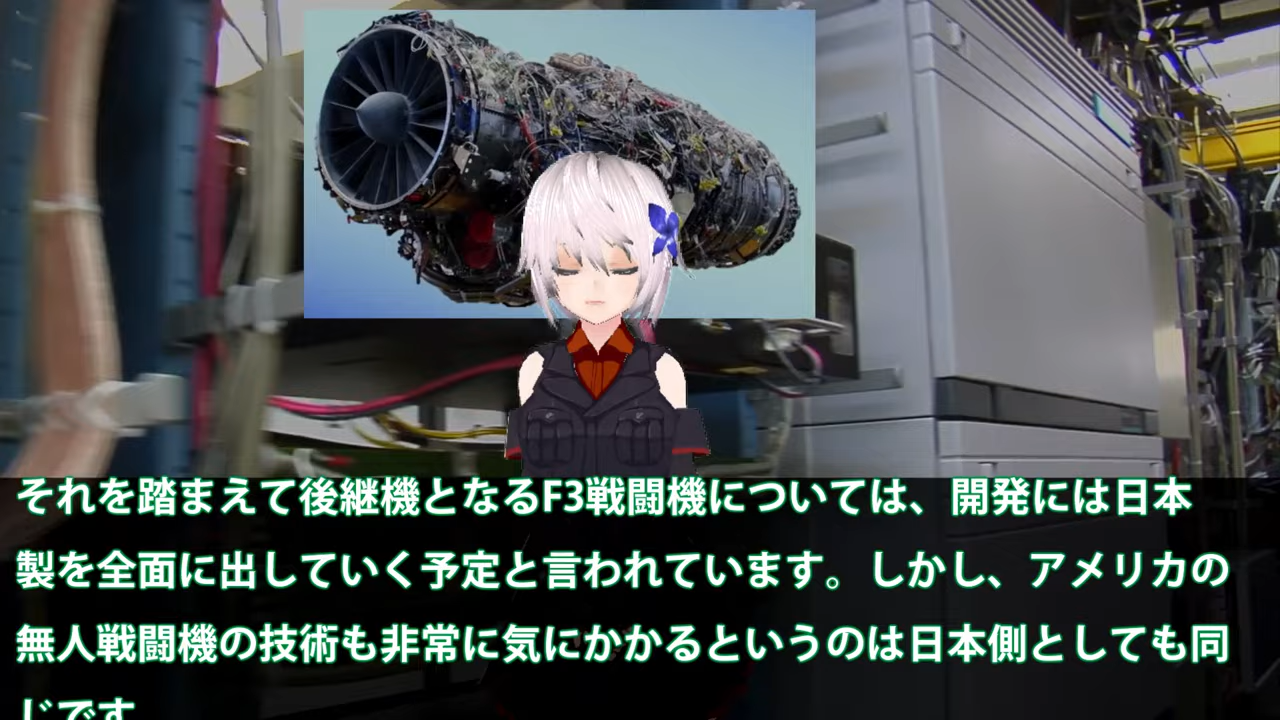 それを踏まえて後継機となるF3戦闘機については、開発には日本
製を全面に出していく予定と言われています。しかし、アメリカの
無人戦闘機の技術も非常に気にかかるというのは日本側としても同
じです